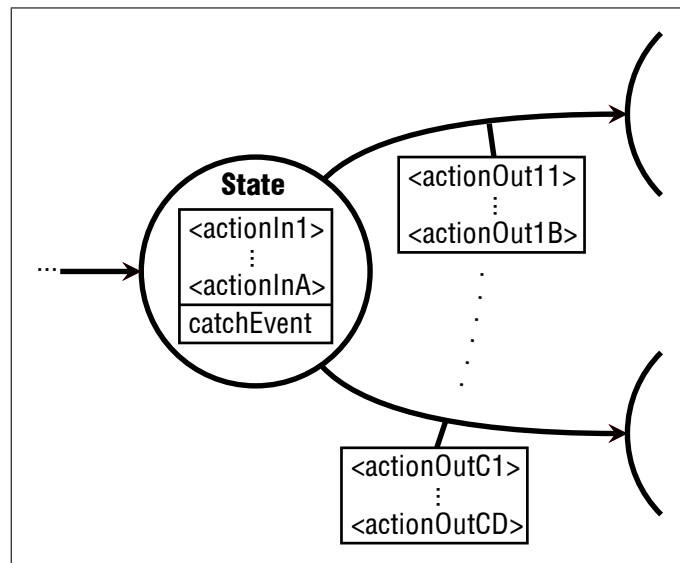 State
<actionIn1>
⋮
<actionInA>
catchEvent
...
<actionOut11>
⋮
<actionOut1B>
<actionOutC1>
⋮
<actionOutCD>